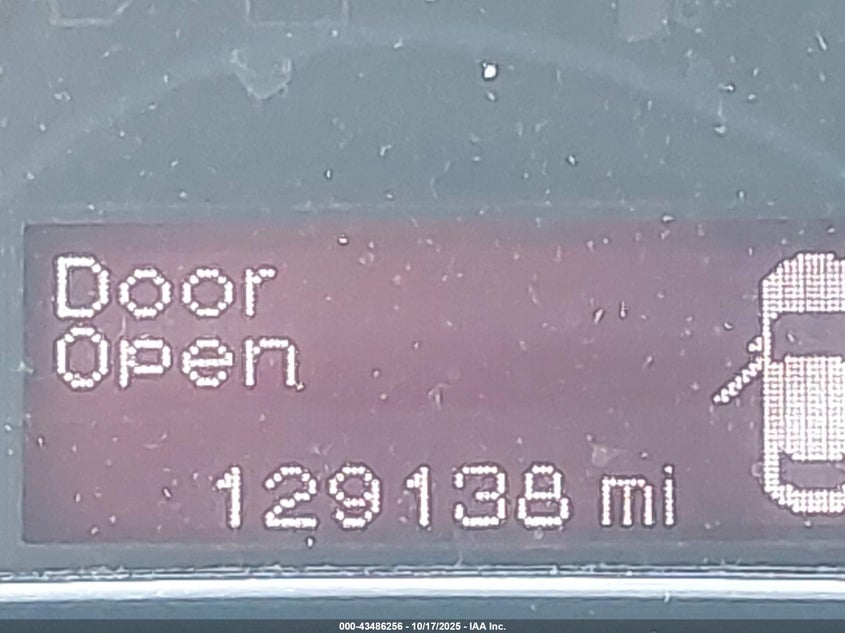 Door
Open
129138 mi
000-43486256 - 10/17/2025 - IAA Inc.